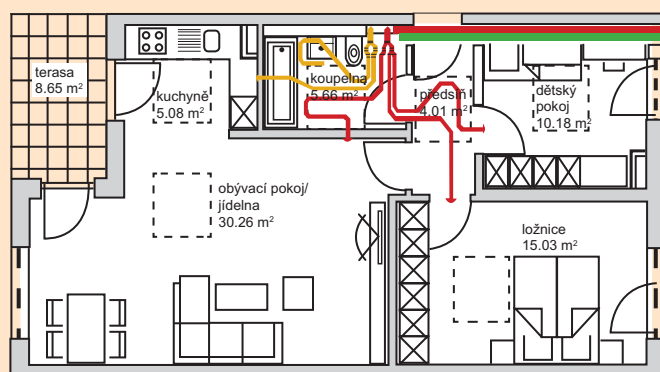 terasa
8.65 m²
kuchyně
5.08 m²
koupelna
5.66 m²
předsíň
4.01 m²
dětský
pokoj
10.18 m²
obývací pokoj/
jídelna
30.26 m²
ložnice
15.03 m²